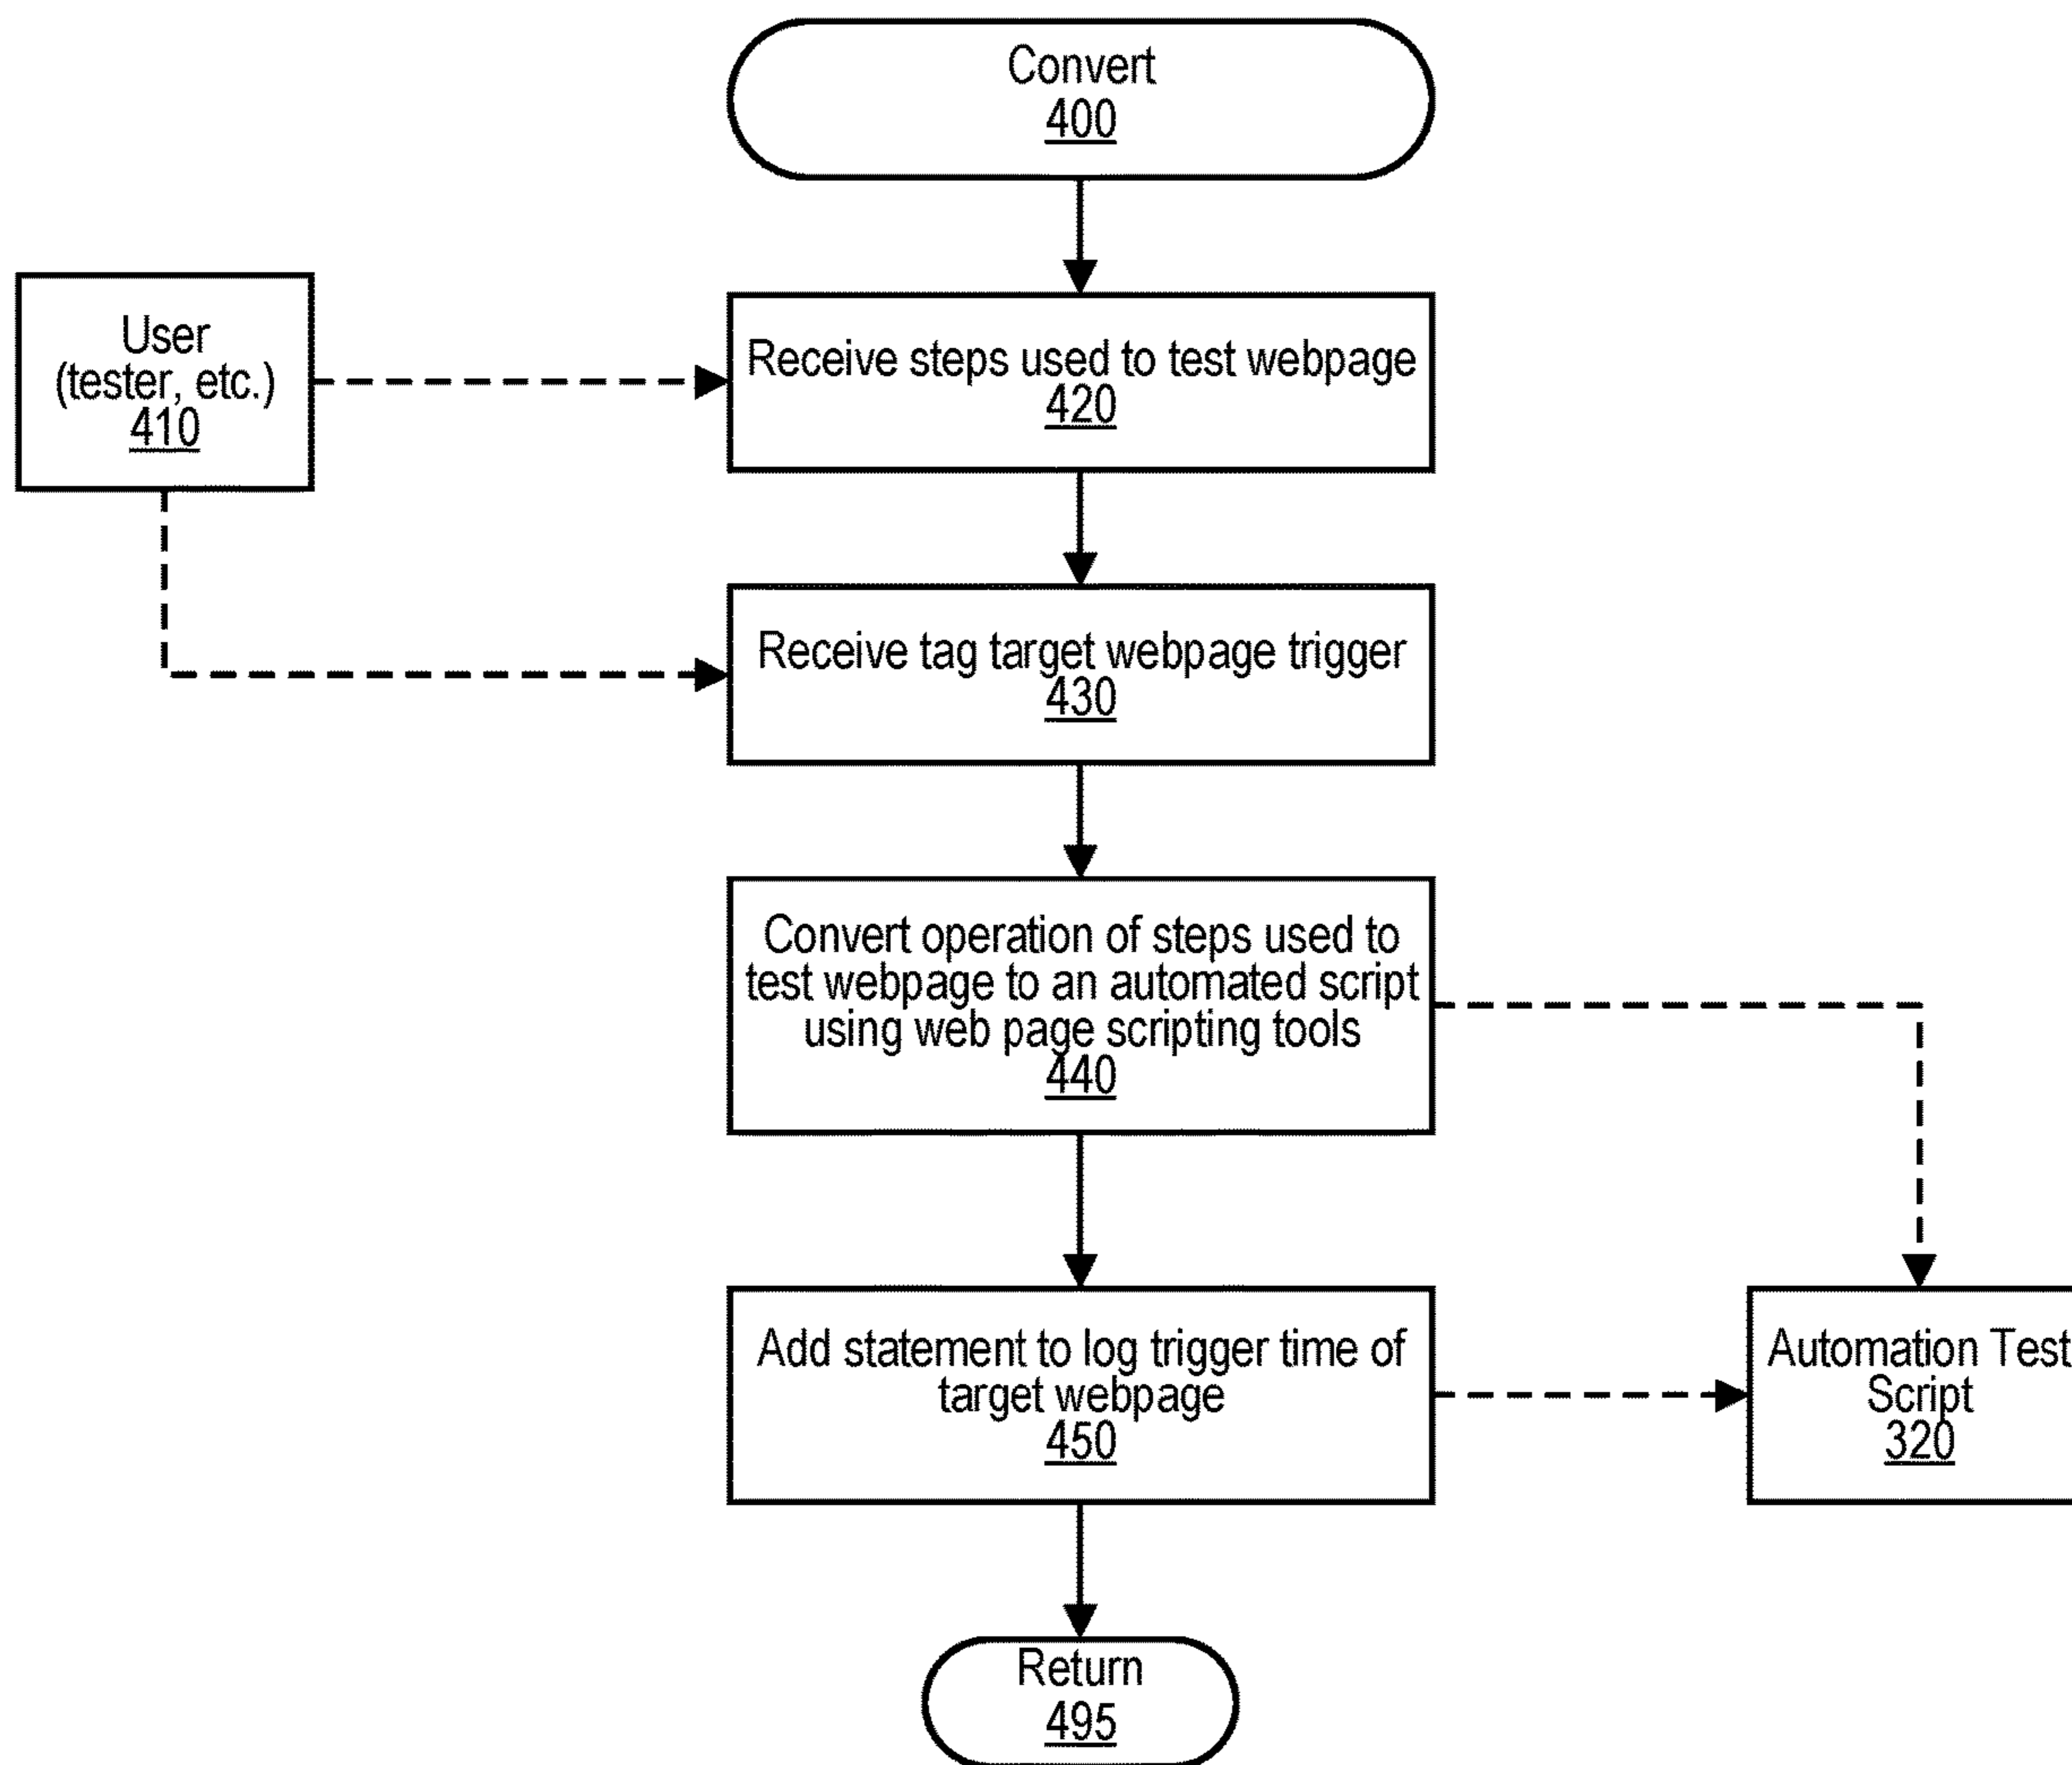 Convert
400
User
(tester, etc.)
410
Receive steps used to test webpage
420
Receive tag target webpage trigger
430
Convert operation of steps used to
test webpage to an automated script
using web page scripting tools
440
Add statement to log trigger time of
target webpage
450
Automation Test
Script
320
Return
495